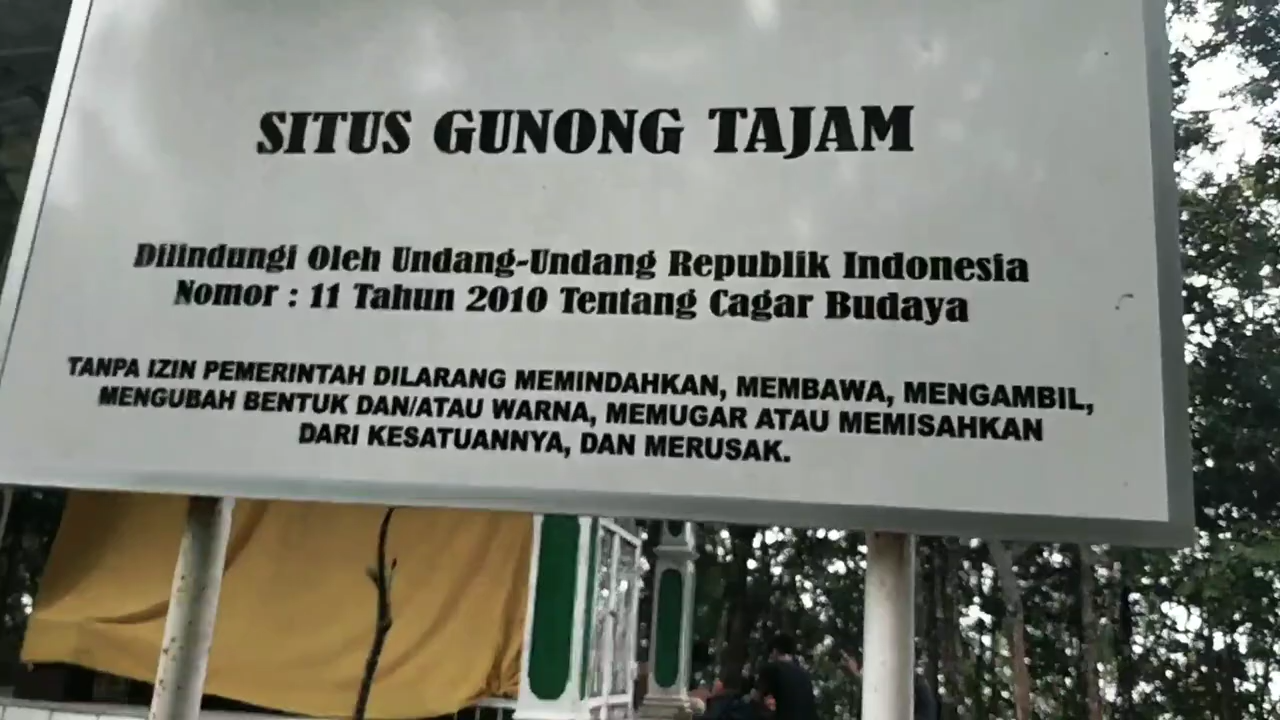 SITUS GUNONG TAJAM
Dilindungi Oleh Undang-Undang Republik Indonesia
Nomor : 11 Tahun 2010 Tentang Cagar Budaya
TANPA IZIN PEMERINTAH DILARANG MEMINDAHKAN, MEMBAWA, MENGAMBIL,
MENGUBAH BENTUK DAN/ATAU WARNA, MEMUGAR ATAU MEMISAHKAN
DARI KESATUANNYA, DAN MERUSAK.